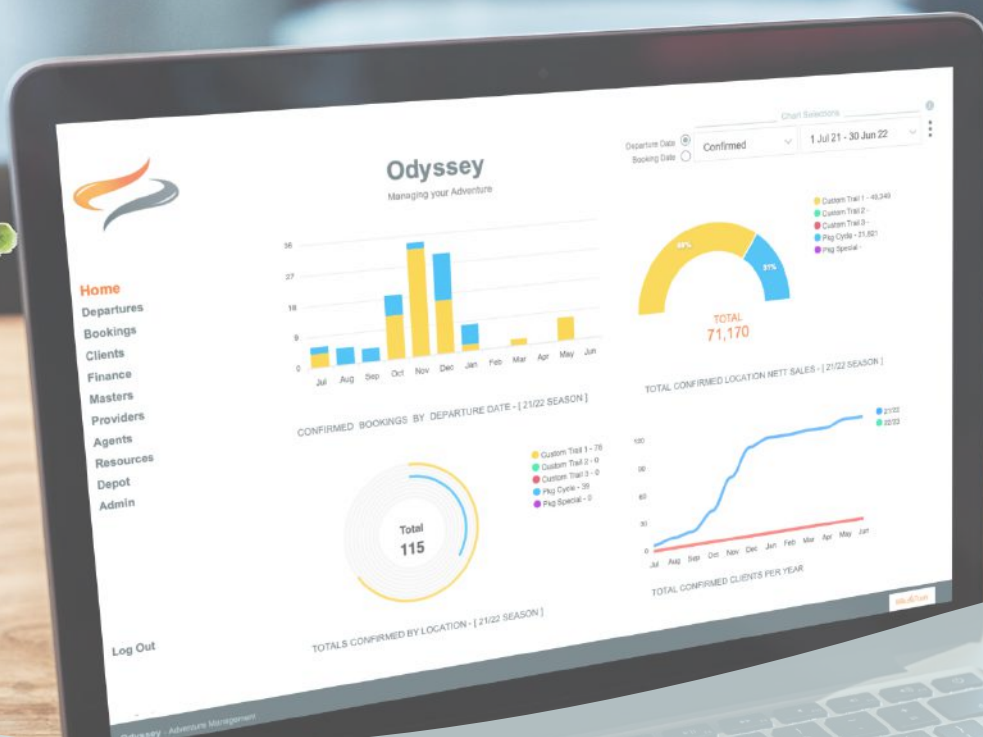 Chart Selections
Departure Date
Booking Date
Confirmed
1 Jul 21 - 30 Jun 22
Odyssey
Managing your Adventure
Home
Departures
Bookings
Clients
Finance
Masters
Providers
Agents
Resources
Depot
Admin
Log Out
36
27
18
9
0
Jul Aug Sep Oct Nov Dec Jan Feb Mar Apr May Jun
CONFIRMED BOOKINGS BY DEPARTURE DATE - [ 21/22 SEASON ]
Custom Trail 1 - 49,349
Custom Trail 2 -
Custom Trail 3 -
Pkg Cycle - 21,821
Pkg Special -
31%
TOTAL
71,170
TOTAL CONFIRMED LOCATION NETT SALES - [ 21/22 SEASON ]
Custom Trail 1 - 76
Custom Trail 2 - 0
Custom Trail 3 - 0
Pkg Cycle - 39
Pkg Special - 0
Total
115
TOTALS CONFIRMED BY LOCATION - [ 21/22 SEASON ]
21/22
22/23
60
30
0
Jul Aug Sep Oct Nov Dec Jan Feb Mar Apr May Jun
TOTAL CONFIRMED CLIENTS PER YEAR
Odyssey - Adventure Management